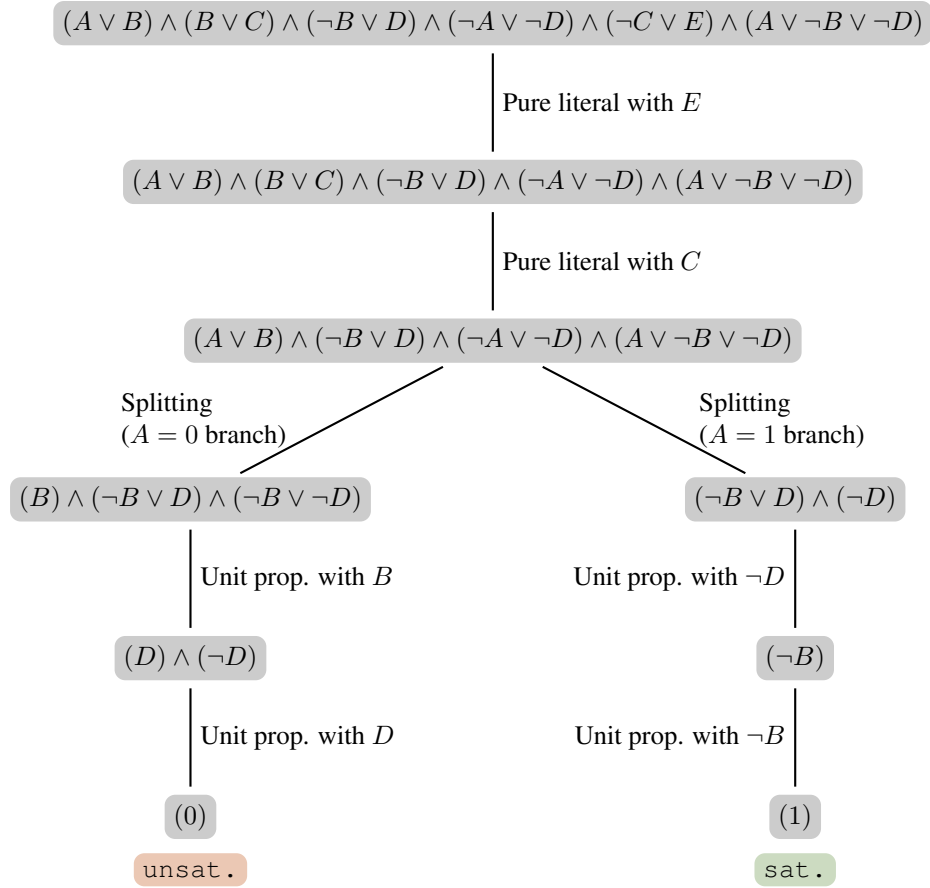 (A ∨ B) ∧ (B ∨ C) ∧ (¬B ∨ D) ∧ (¬A ∨ ¬D) ∧ (¬C ∨ E) ∧ (A ∨ ¬B ∨ ¬D)
Pure literal with E
(A ∨ B) ∧ (B ∨ C) ∧ (¬B ∨ D) ∧ (¬A ∨ ¬D) ∧ (A ∨ ¬B ∨ ¬D)
Pure literal with C
(A ∨ B) ∧ (¬B ∨ D) ∧ (¬A ∨ ¬D) ∧ (A ∨ ¬B ∨ ¬D)
Splitting
(A = 0 branch)
Splitting
(A = 1 branch)
(B) ∧ (¬B ∨ D) ∧ (¬B ∨ ¬D)
(¬B ∨ D) ∧ (¬D)
Unit prop. with B
Unit prop. with ¬D
(D) ∧ (¬D)
(¬B)
Unit prop. with D
Unit prop. with ¬B
(0)
(1)
unsat.
sat.